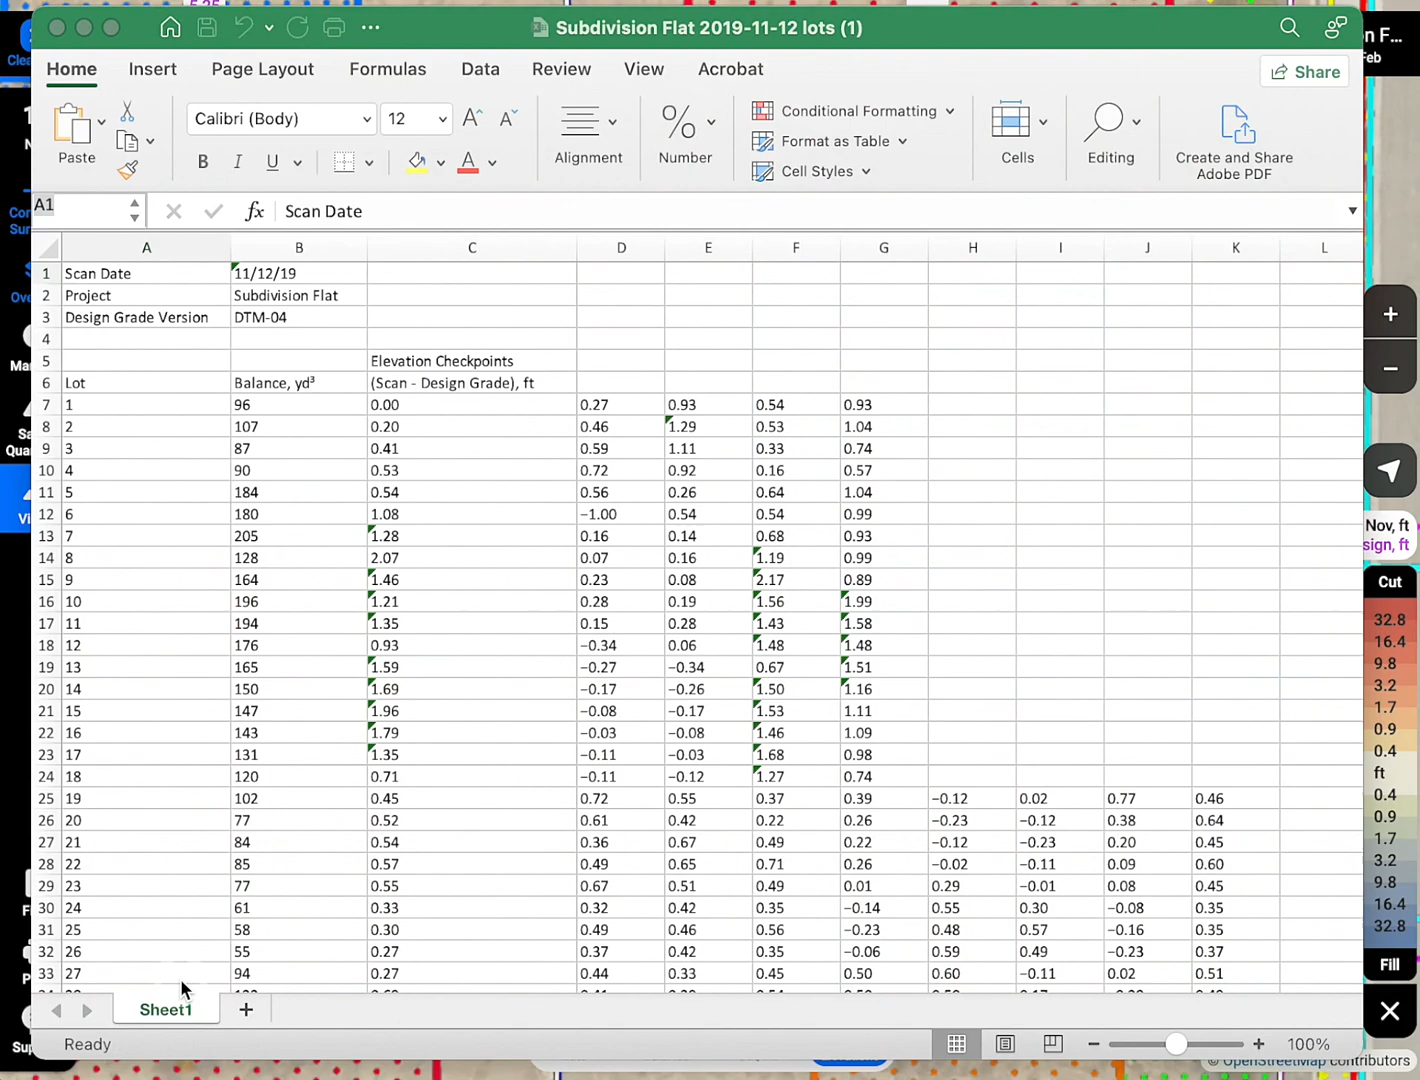 Subdivision Flat 2019-11-12 lots (1)
Home Insert Page Layout Formulas Data Review View Acrobat Share
Paste Calibri (Body) 12 Alignment Number Conditional Formatting Format as Table Cell Styles Cells Editing Create and Share Adobe PDF
A1 fx Scan Date
A B C D E F G H I J K L
1 Scan Date 11/12/19
2 Project Subdivision Flat
3 Design Grade Version DTM-04
4
5 Elevation Checkpoints
6 Lot Balance, yd³ (Scan - Design Grade), ft
7 1 96 0.00 0.27 0.93 0.54 0.93
8 2 107 0.20 0.46 1.29 0.53 1.04
9 3 87 0.41 0.59 1.11 0.33 0.74
10 4 90 0.53 0.72 0.92 0.16 0.57
11 5 184 0.54 0.56 0.26 0.64 1.04
12 6 180 1.08 −1.00 0.54 0.54 0.99
13 7 205 1.28 0.16 0.14 0.68 0.93
14 8 128 2.07 0.07 0.16 1.19 0.99
15 9 164 1.46 0.23 0.08 2.17 0.89
16 10 196 1.21 0.28 0.19 1.56 1.99
17 11 194 1.35 0.15 0.28 1.43 1.58
18 12 176 0.93 −0.34 0.06 1.48 1.48
19 13 165 1.59 −0.27 −0.34 0.67 1.51
20 14 150 1.69 −0.17 −0.26 1.50 1.16
21 15 147 1.96 −0.08 −0.17 1.53 1.11
22 16 143 1.79 −0.03 −0.08 1.46 1.09
23 17 131 1.35 −0.11 −0.03 1.68 0.98
24 18 120 0.71 −0.11 −0.12 1.27 0.74
25 19 102 0.45 0.72 0.55 0.37 0.39 −0.12 0.02 0.77 0.46
26 20 77 0.52 0.61 0.42 0.22 0.26 −0.23 −0.12 0.38 0.64
27 21 84 0.54 0.36 0.67 0.49 0.22 −0.12 −0.23 0.20 0.45
28 22 85 0.57 0.49 0.65 0.71 0.26 −0.02 −0.11 0.09 0.60
29 23 77 0.55 0.67 0.51 0.49 0.01 0.29 −0.01 0.08 0.45
30 24 61 0.33 0.32 0.42 0.35 −0.14 0.55 0.30 −0.08 0.35
31 25 58 0.30 0.49 0.46 0.56 −0.23 0.48 0.57 −0.16 0.35
32 26 55 0.27 0.37 0.42 0.35 −0.06 0.59 0.49 −0.23 0.37
33 27 94 0.27 0.44 0.33 0.45 0.50 0.60 −0.11 0.02 0.51
Sheet1 +
Ready 100%
Feb
Nov, ft
sign, ft
Cut
32.8
16.4
9.8
3.2
1.7
0.9
0.4
ft
0.4
0.9
1.7
3.2
9.8
16.4
32.8
Fill
© OpenStreetMap contributors